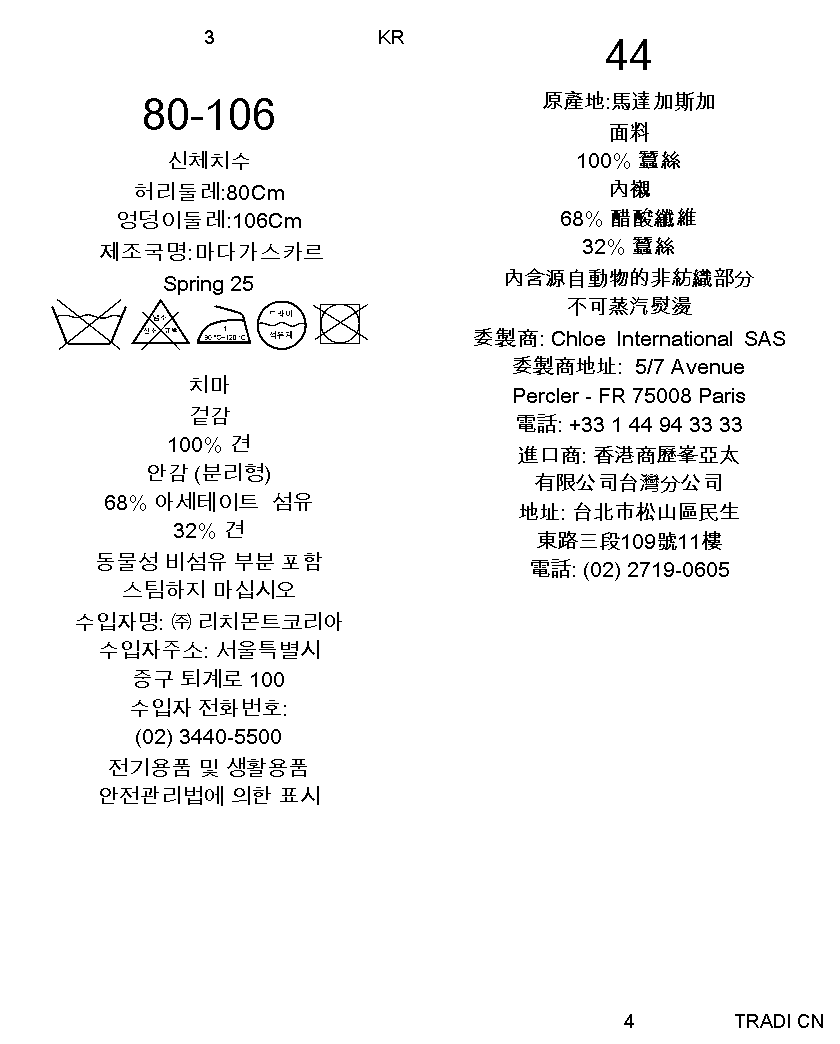 3
KR
80-106
신체치수
허리둘레:80Cm
엉덩이둘레:106Cm
제조국명:마다가스카르
Spring 25
염소
산소 표백
1
80 °C~120 °C
드라이
석유계
치마
겉감
100% 견
안감 (분리형)
68% 아세테이트 섬유
32% 견
동물성 비섬유 부분 포함
스팀하지 마십시오
수입자명: ㈜ 리치몬트코리아
수입자주소: 서울특별시
중구 퇴계로 100
수입자 전화번호:
(02) 3440-5500
전기용품 및 생활용품
안전관리법에 의한 표시
44
原產地:馬達加斯加
面料
100% 蠶絲
內襯
68% 醋酸纖維
32% 蠶絲
內含源自動物的非紡織部分
不可蒸汽熨燙
委製商: Chloe International SAS
委製商地址: 5/7 Avenue
Percler - FR 75008 Paris
電話: +33 1 44 94 33 33
進口商: 香港商歷峯亞太
有限公司台灣分公司
地址: 台北市松山區民生
東路三段109號11樓
電話: (02) 2719-0605
4
TRADI CN